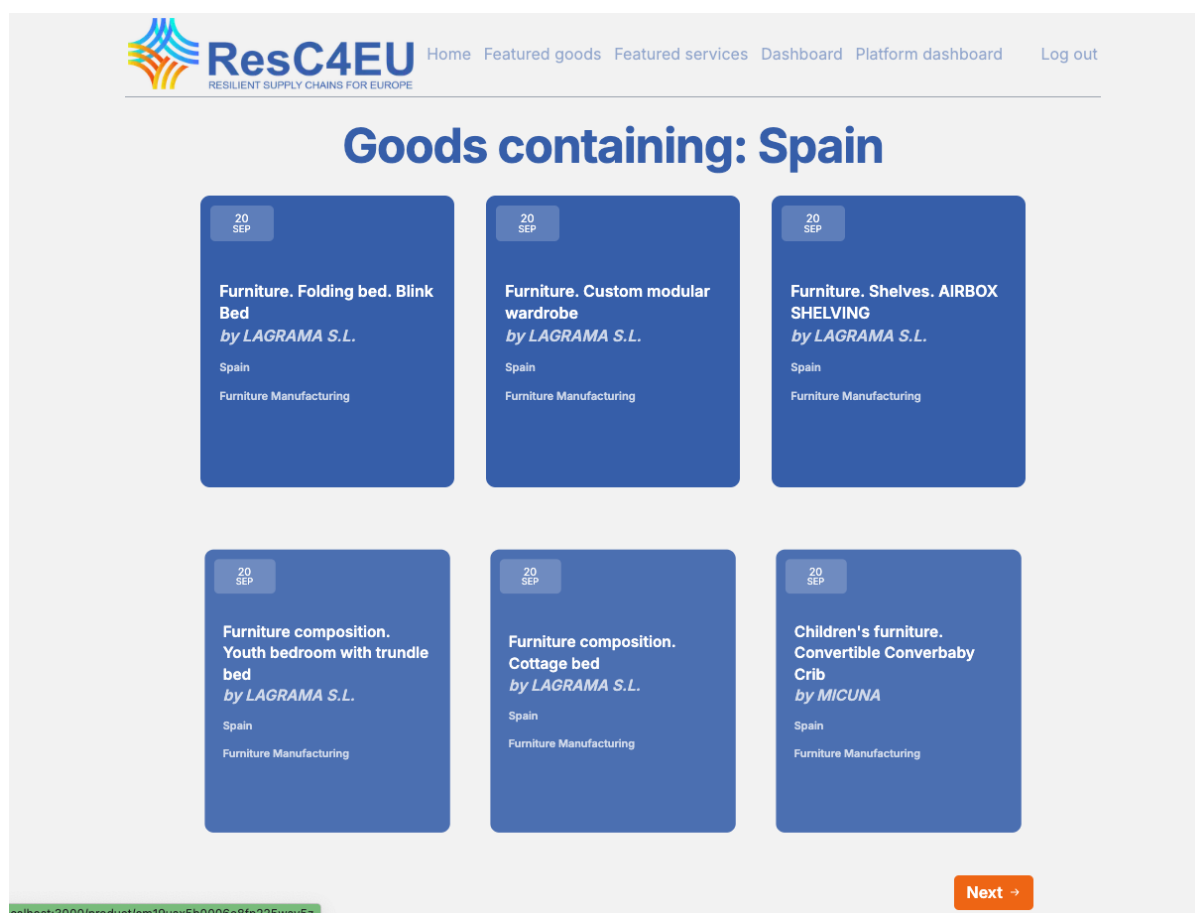 ResC4EU
RESILIENT SUPPLY CHAINS FOR EUROPE
Home Featured goods Featured services Dashboard Platform dashboard Log out
Goods containing: Spain
20
SEP
Furniture. Folding bed. Blink
Bed
by LAGRAMA S.L.
Spain
Furniture Manufacturing
20
SEP
Furniture. Custom modular
wardrobe
by LAGRAMA S.L.
Spain
Furniture Manufacturing
20
SEP
Furniture. Shelves. AIRBOX
SHELVING
by LAGRAMA S.L.
Spain
Furniture Manufacturing
20
SEP
Furniture composition.
Youth bedroom with trundle
bed
by LAGRAMA S.L.
Spain
Furniture Manufacturing
20
SEP
Furniture composition.
Cottage bed
by LAGRAMA S.L.
Spain
Furniture Manufacturing
20
SEP
Children's furniture.
Convertible Converbaby
Crib
by MICUNA
Spain
Furniture Manufacturing
Next →